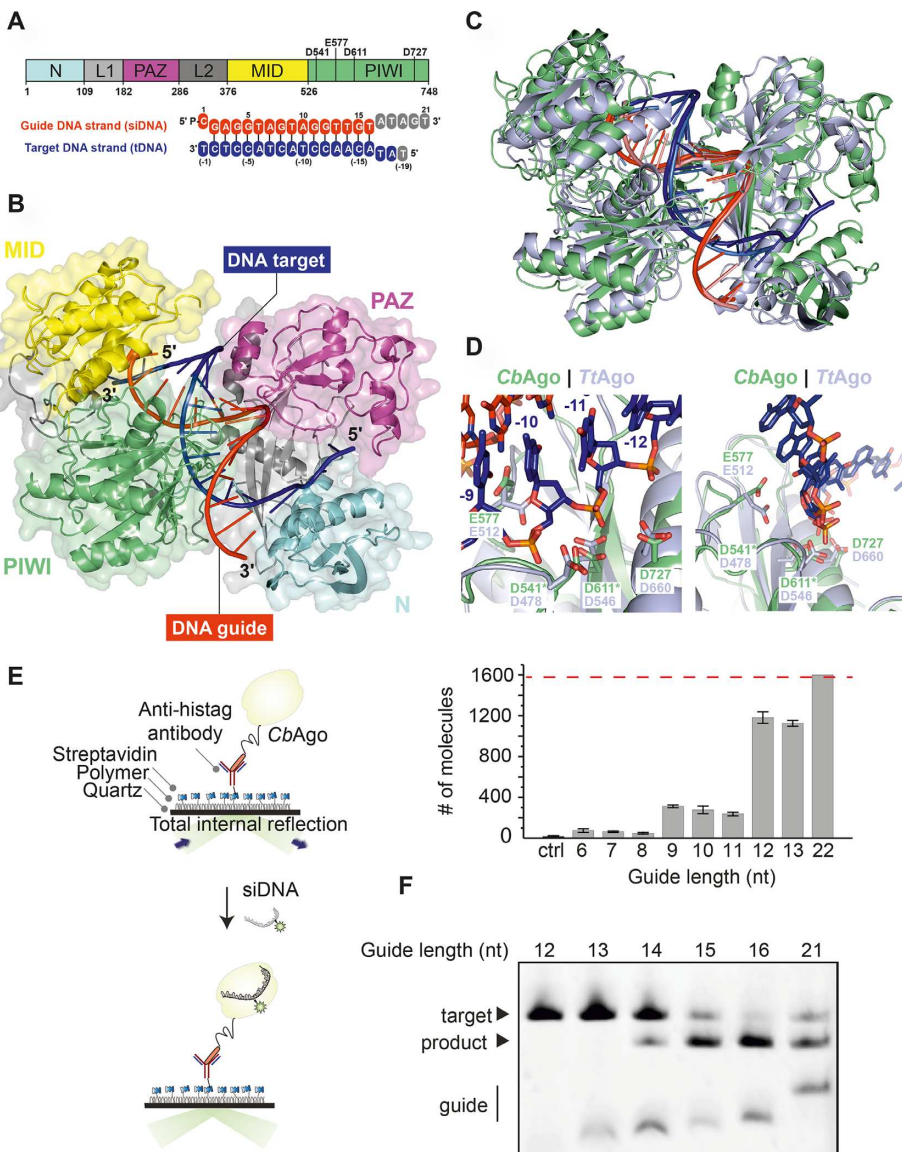 A
N L1 PAZ L2 MID PIWI
D541 E577 D611 D727
1 109 182 286 376 526 748
1 5 10 15 21
Guide DNA strand (siDNA) 5' P- CGAGGTAGTAGGTTGTATAGT 3'
Target DNA strand (tDNA) 3' TCTCCATCATCCAACATAT 5'
(-1) (-5) (-10) (-15) (-19)
B
MID
DNA target
PAZ
5'
3'
5'
PIWI
3'
N
DNA guide
C
D
CbAgo | TtAgo
-11
-10
-12
-9
E577
E512
D541*
D478
D611*
D546
D727
D660
CbAgo | TtAgo
E577
E512
D541*
D478
D727
D660
D611*
D546
E
Anti-histag
antibody
CbAgo
Streptavidin
Polymer
Quartz
Total internal reflection
siDNA
# of molecules
1600
1200
800
400
0
ctrl 6 7 8 9 10 11 12 13 22
Guide length (nt)
F
Guide length (nt) 12 13 14 15 16 21
target
product
guide